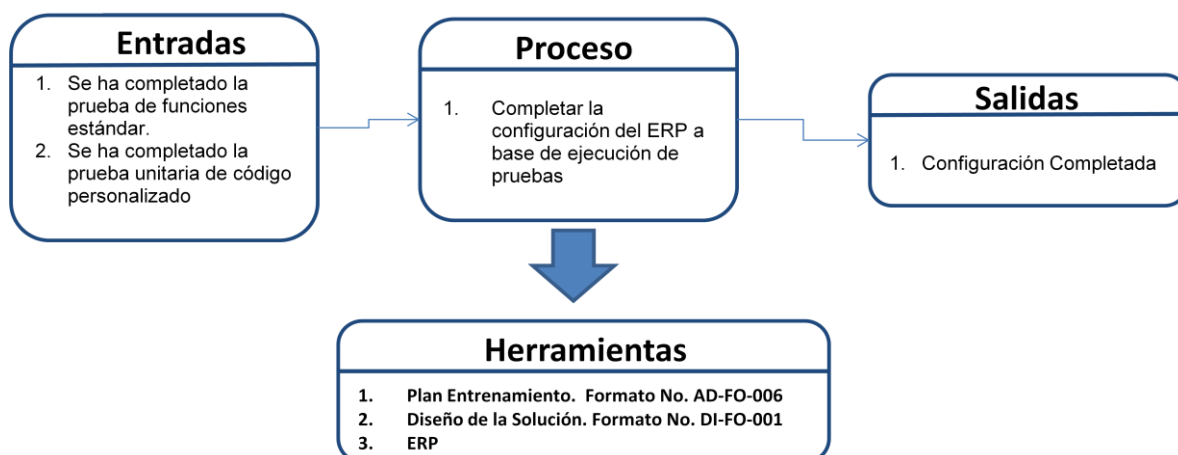 Entradas
1. Se ha completado la
prueba de funciones
estándar.
2. Se ha completado la
prueba unitaria de código
personalizado
Proceso
1. Completar la
configuración del ERP a
base de ejecución de
pruebas
Salidas
1. Configuración Completada
Herramientas
1. Plan Entrenamiento. Formato No. AD-FO-006
2. Diseño de la Solución. Formato No. DI-FO-001
3. ERP